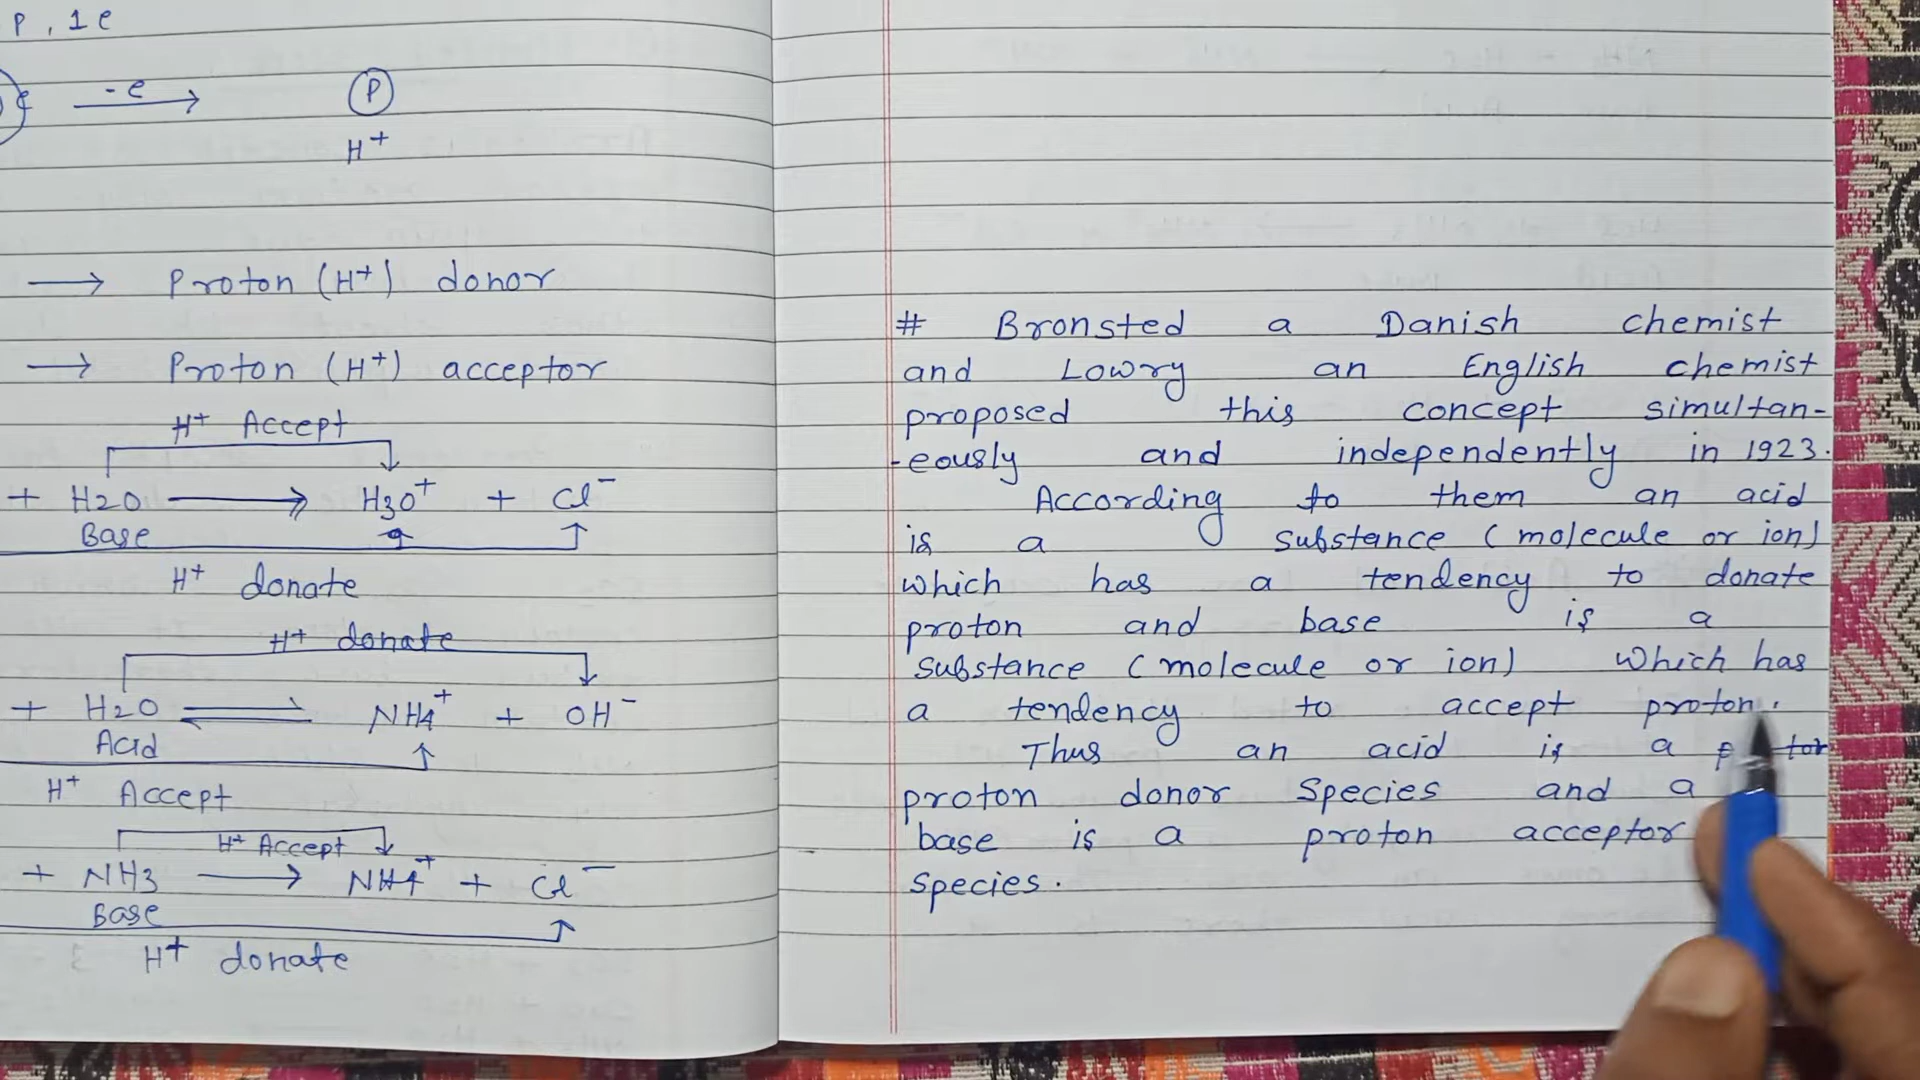 P, 1e
-e
P
H+
→ Proton (H+) donor
→ Proton (H+) acceptor
H+ Accept
+ H2O → H3O+ + Cl-
Base
H+ donate
H+ donate
+ H2O ⇌ NH4+ + OH-
Acid
H+ Accept
H+ Accept
+ NH3 → NH4+ + Cl-
Base
H+ donate
# Bronsted a Danish chemist
and Lowry an English chemist
proposed this concept simultan-
-eously and independently in 1923.
According to them an acid
is a substance (molecule or ion)
which has a tendency to donate
proton and base is a
substance (molecule or ion) which has
a tendency to accept proton.
Thus an acid is a
proton donor species and a
base is a proton acceptor
species.